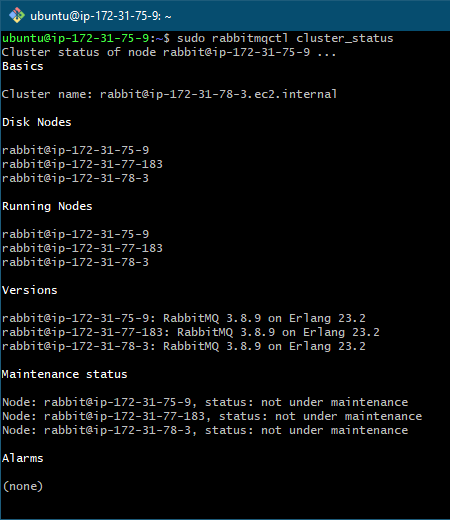 ubuntu@ip-172-31-75-9: ~
ubuntu@ip-172-31-75-9:~$ sudo rabbitmqctl cluster_status
Cluster status of node rabbit@ip-172-31-75-9 ...
Basics
Cluster name: rabbit@ip-172-31-78-3.ec2.internal
Disk Nodes
rabbit@ip-172-31-75-9
rabbit@ip-172-31-77-183
rabbit@ip-172-31-78-3
Running Nodes
rabbit@ip-172-31-75-9
rabbit@ip-172-31-77-183
rabbit@ip-172-31-78-3
Versions
rabbit@ip-172-31-75-9: RabbitMQ 3.8.9 on Erlang 23.2
rabbit@ip-172-31-77-183: RabbitMQ 3.8.9 on Erlang 23.2
rabbit@ip-172-31-78-3: RabbitMQ 3.8.9 on Erlang 23.2
Maintenance status
Node: rabbit@ip-172-31-75-9, status: not under maintenance
Node: rabbit@ip-172-31-77-183, status: not under maintenance
Node: rabbit@ip-172-31-78-3, status: not under maintenance
Alarms
(none)